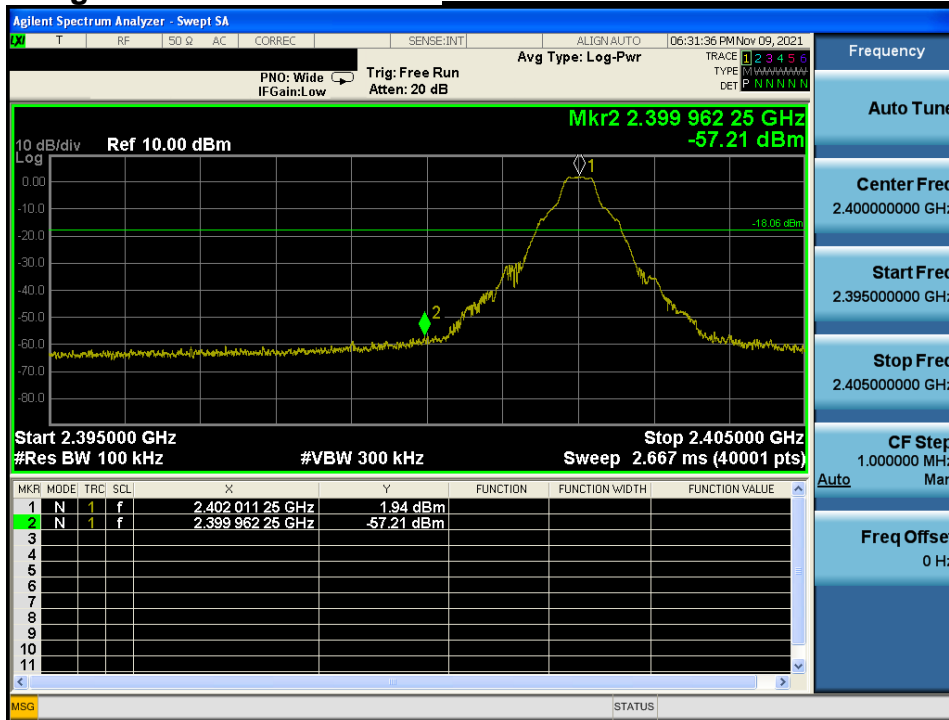 Agilent Spectrum Analyzer - Swept SA
LXI T RF 50 Ω AC CORREC SENSE:INT ALIGN AUTO 06:31:36 PM Nov 09, 2021
Avg Type: Log-Pwr
TRACE 1 2 3 4 5 6
TYPE M
DET P N N N N N
PNO: Wide
IFGain:Low
Trig: Free Run
Atten: 20 dB
Mkr2 2.399 962 25 GHz
-57.21 dBm
10 dB/div Ref 10.00 dBm
Log
0.00
-10.0
-20.0
-30.0
-40.0
-50.0
-60.0
-70.0
-80.0
1
-18.06 dBm
2
Start 2.395000 GHz Stop 2.405000 GHz
#Res BW 100 kHz #VBW 300 kHz Sweep 2.667 ms (40001 pts)
MKR MODE TRC SCL X Y FUNCTION FUNCTION WIDTH FUNCTION VALUE
1 N 1 f 2.402 011 25 GHz 1.94 dBm
2 N 1 f 2.399 962 25 GHz -57.21 dBm
3
4
5
6
7
8
9
10
11
MSG STATUS
Frequency
Auto Tune
Center Freq
2.400000000 GHz
Start Freq
2.395000000 GHz
Stop Freq
2.405000000 GHz
CF Step
1.000000 MHz
Auto Man
Freq Offset
0 Hz